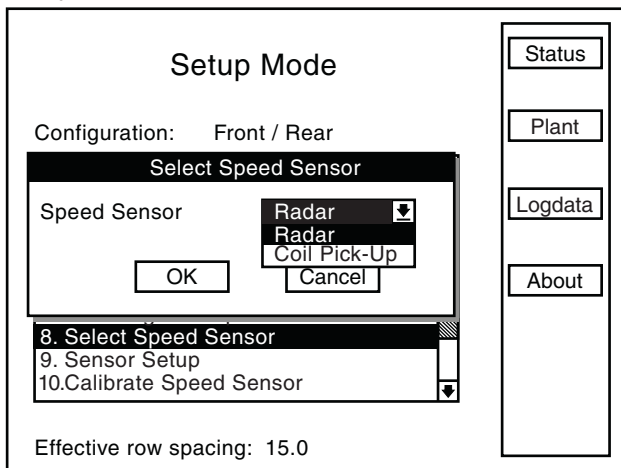 Setup Mode
Configuration: Front / Rear
Select Speed Sensor
Speed Sensor Radar
Radar
Coil Pick-Up
OK Cancel
8. Select Speed Sensor
9. Sensor Setup
10.Calibrate Speed Sensor
Effective row spacing: 15.0
Status
Plant
Logdata
About